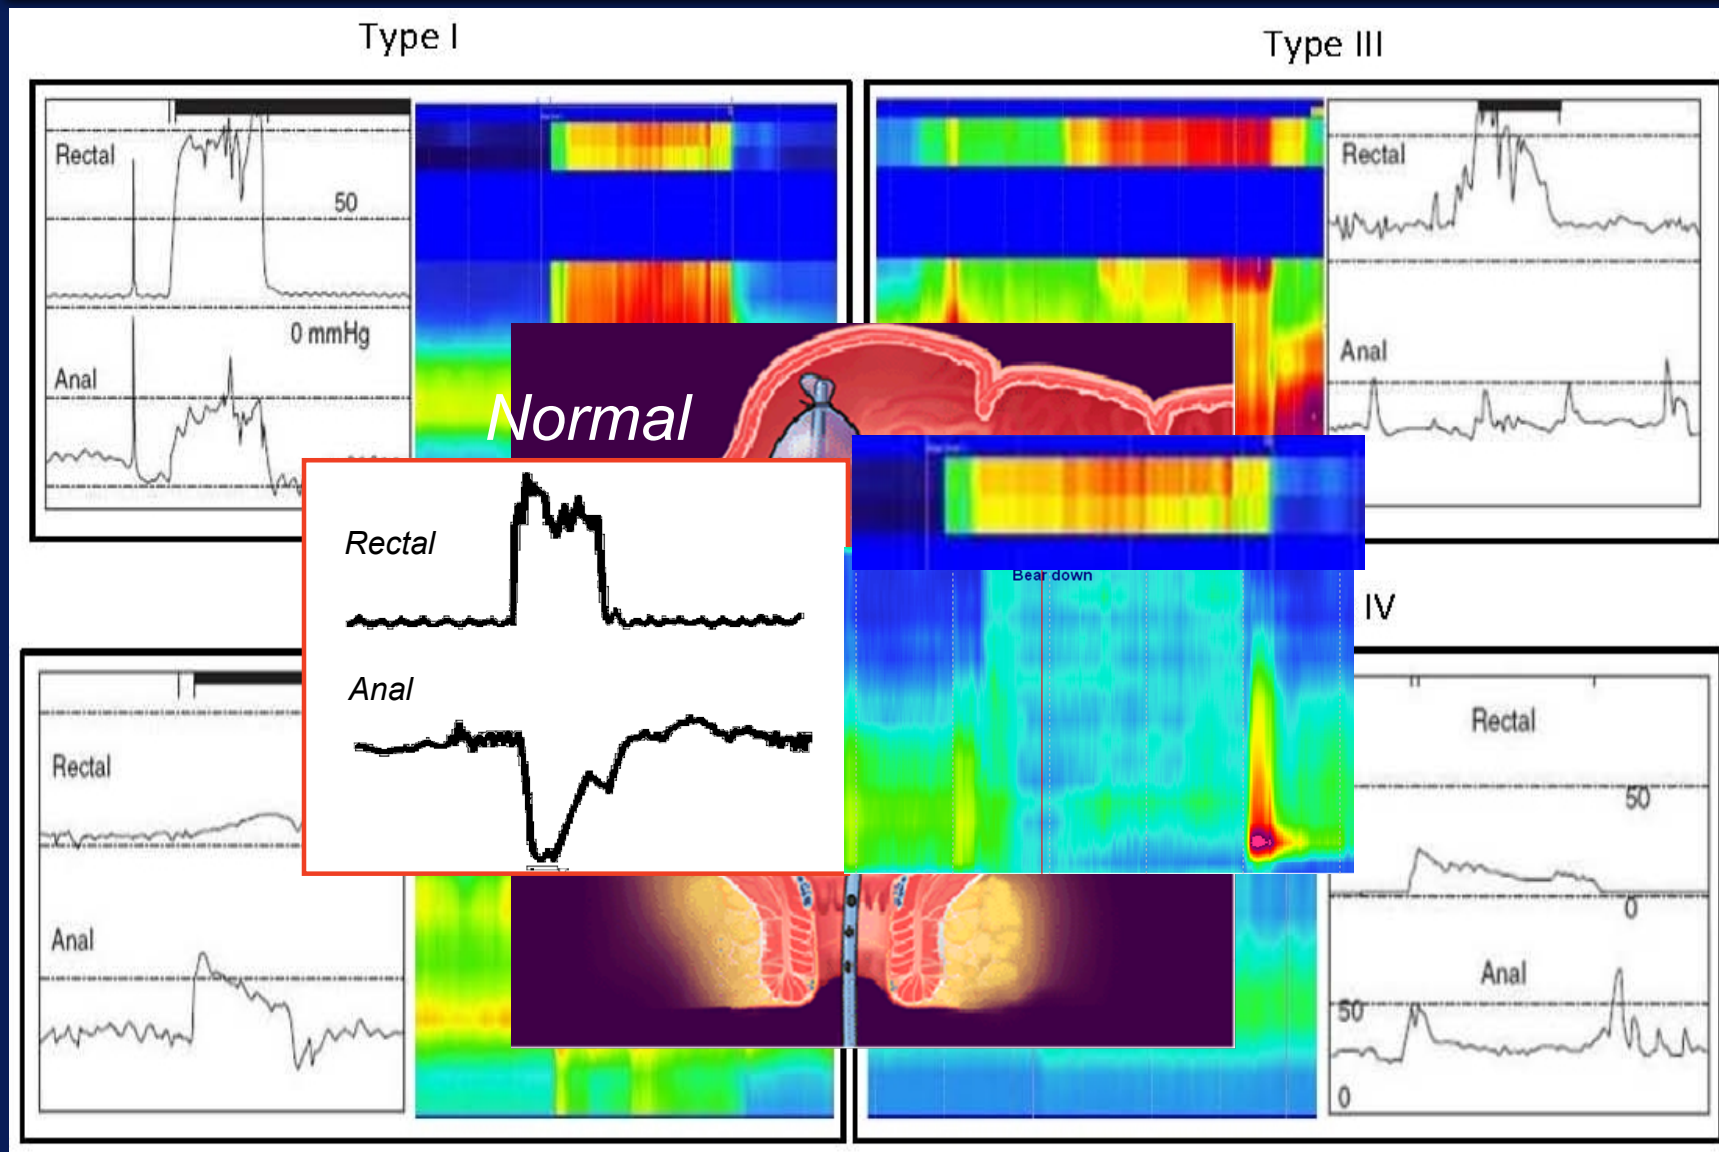 Type I
Type III
Rectal
50
0 mmHg
Anal
Rectal
Anal
Normal
Rectal
Anal
Bear down
IV
Rectal
Anal
Rectal
50
0
Anal
50
0